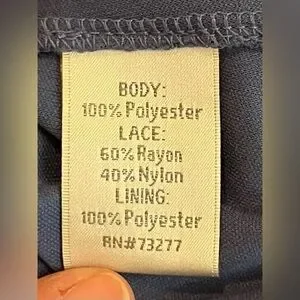 BODY:
100% Polyester
LACE:
60% Rayon
40% Nylon
LINING:
100% Polyester
RN#73277